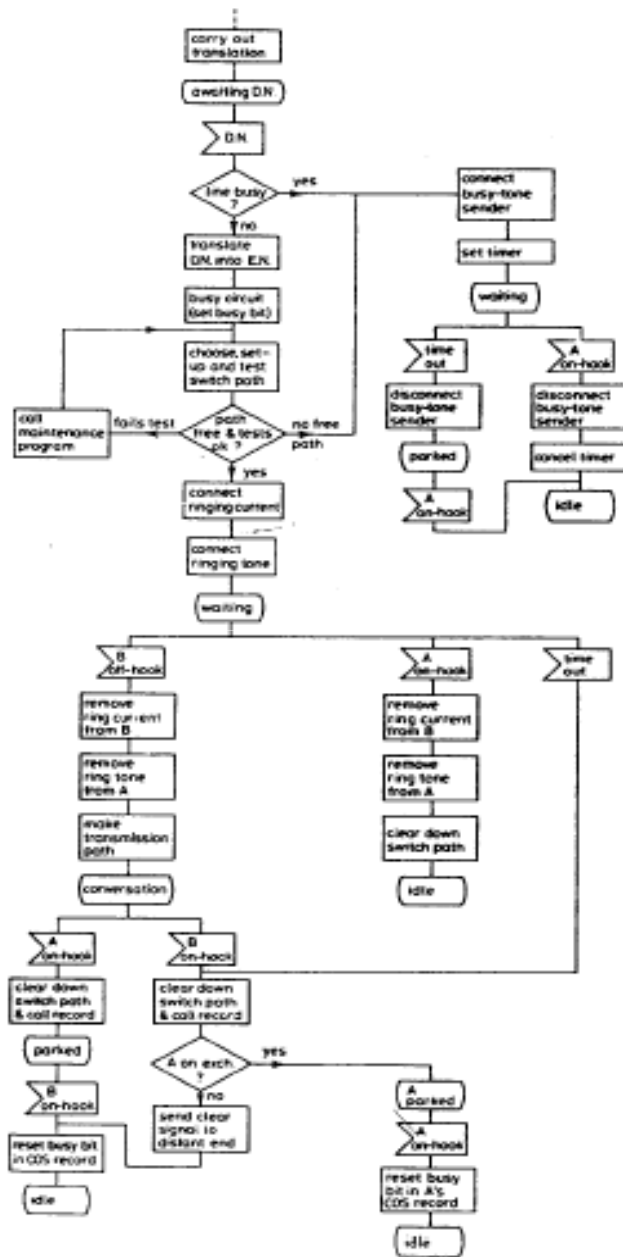 carry out
translation
awaiting D.N.
D.N.
line busy
?
yes
no
connect
busy-tone
sender
translate
D.N. into E.N.
set timer
busy circuit
(set busy bit)
waiting
choose, set-
up and test
switch path
time
out
A
on-hook
disconnect
busy-tone
sender
disconnect
busy-tone
sender
call
maintenance
program
fails test
path
free & tests
ok ?
no free
path
yes
parked
cancel timer
connect
ringing current
A
on-hook
idle
connect
ringing tone
waiting
B
off-hook
A
on-hook
time
out
remove
ring current
from B
remove
ring current
from B
remove
ring tone
from A
remove
ring tone
from A
make
transmission
path
clear down
switch path
conversation
idle
A
on-hook
B
on-hook
clear down
switch path
& call record
clear down
switch path
& call record
parked
A on exch.
?
yes
no
B
on-hook
send clear
signal to
distant end
A
parked
A
on-hook
reset busy bit
in COS record
reset busy
bit in A's
COS record
idle
idle